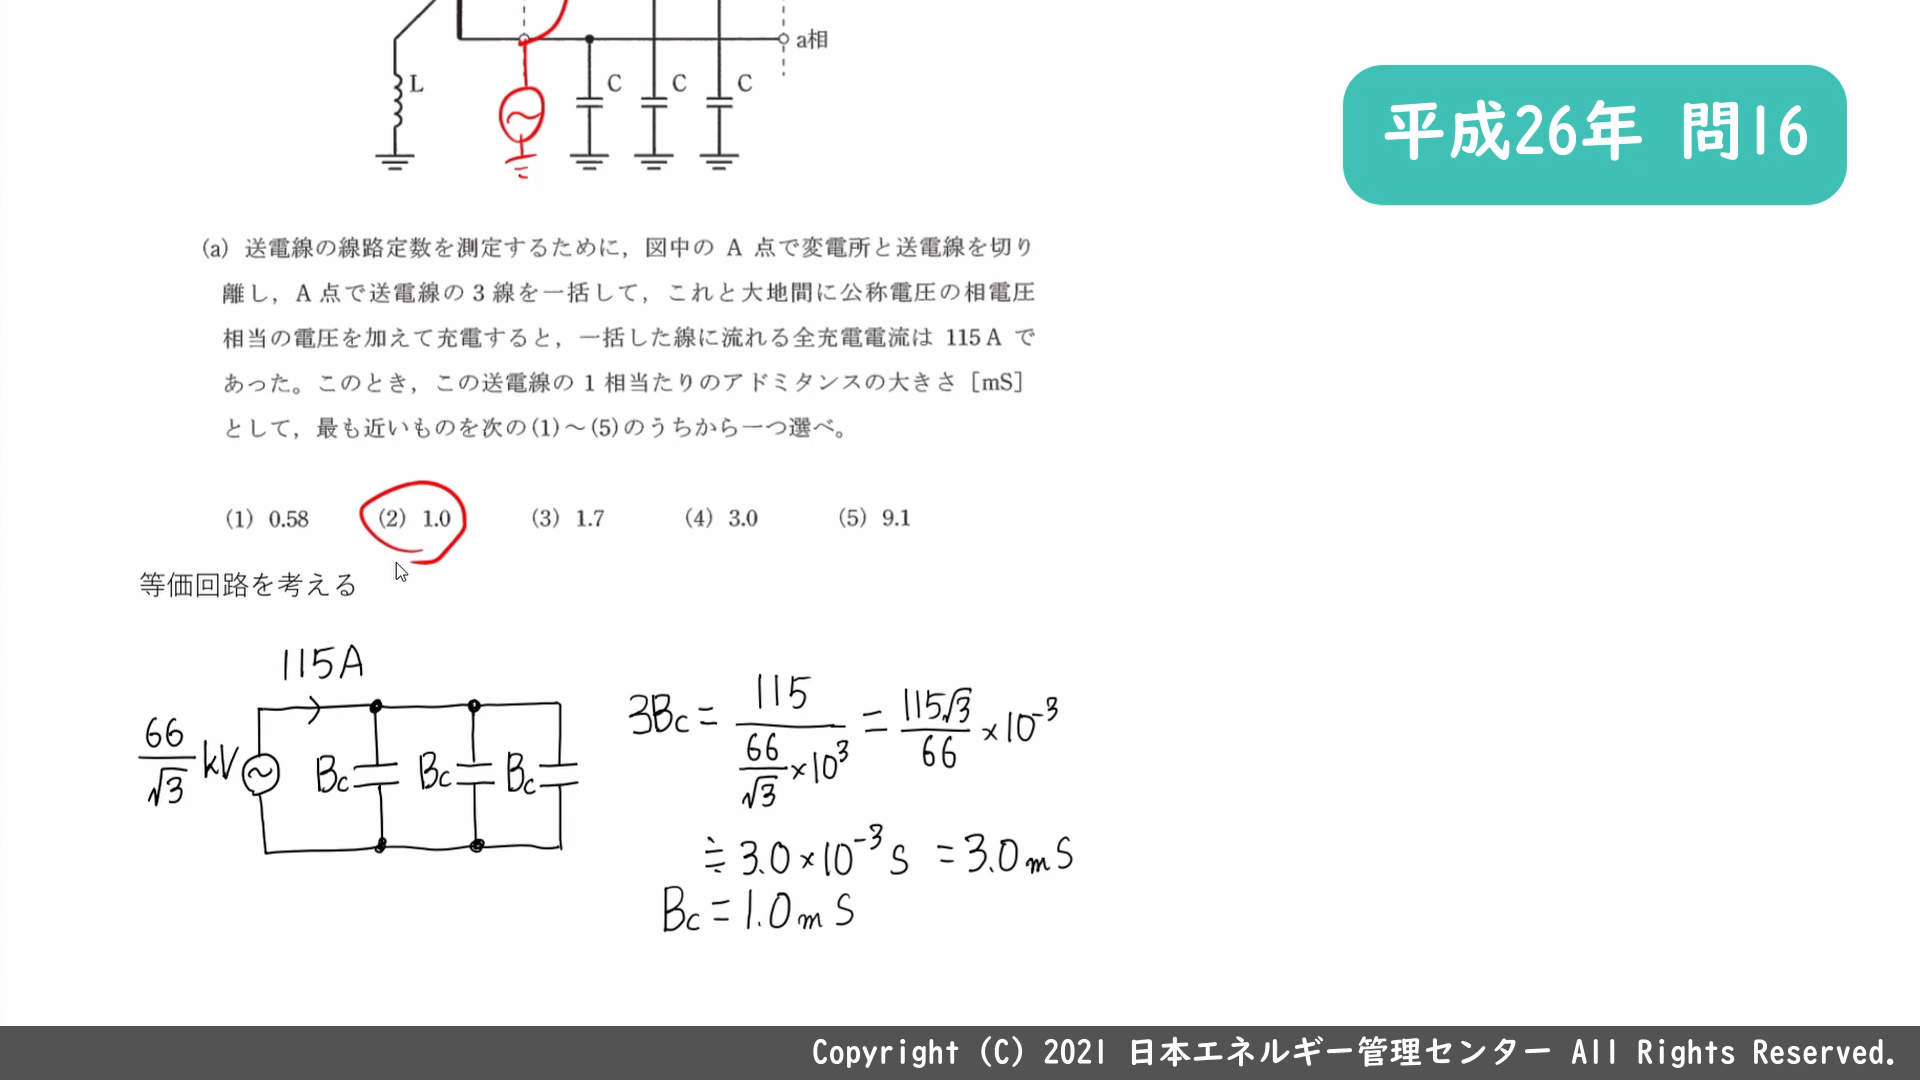 a相
L
C
C
C
平成26年 問16
(a) 送電線の線路定数を測定するために，図中の A 点で変電所と送電線を切り
離し，A 点で送電線の 3 線を一括して，これと大地間に公称電圧の相電圧
相当の電圧を加えて充電すると，一括した線に流れる全充電電流は 115 A で
あった。このとき，この送電線の 1 相当たりのアドミタンスの大きさ［mS］
として，最も近いものを次の(1)～(5)のうちから一つ選べ。
(1) 0.58 (2) 1.0 (3) 1.7 (4) 3.0 (5) 9.1
等価回路を考える
115A
66/√3 kV
Bc Bc Bc
3Bc = 115/(66/√3 ×10³) = 115√3/66 ×10⁻³
≒ 3.0×10⁻³ S = 3.0mS
Bc = 1.0mS
Copyright (C) 2021 日本エネルギー管理センター All Rights Reserved.